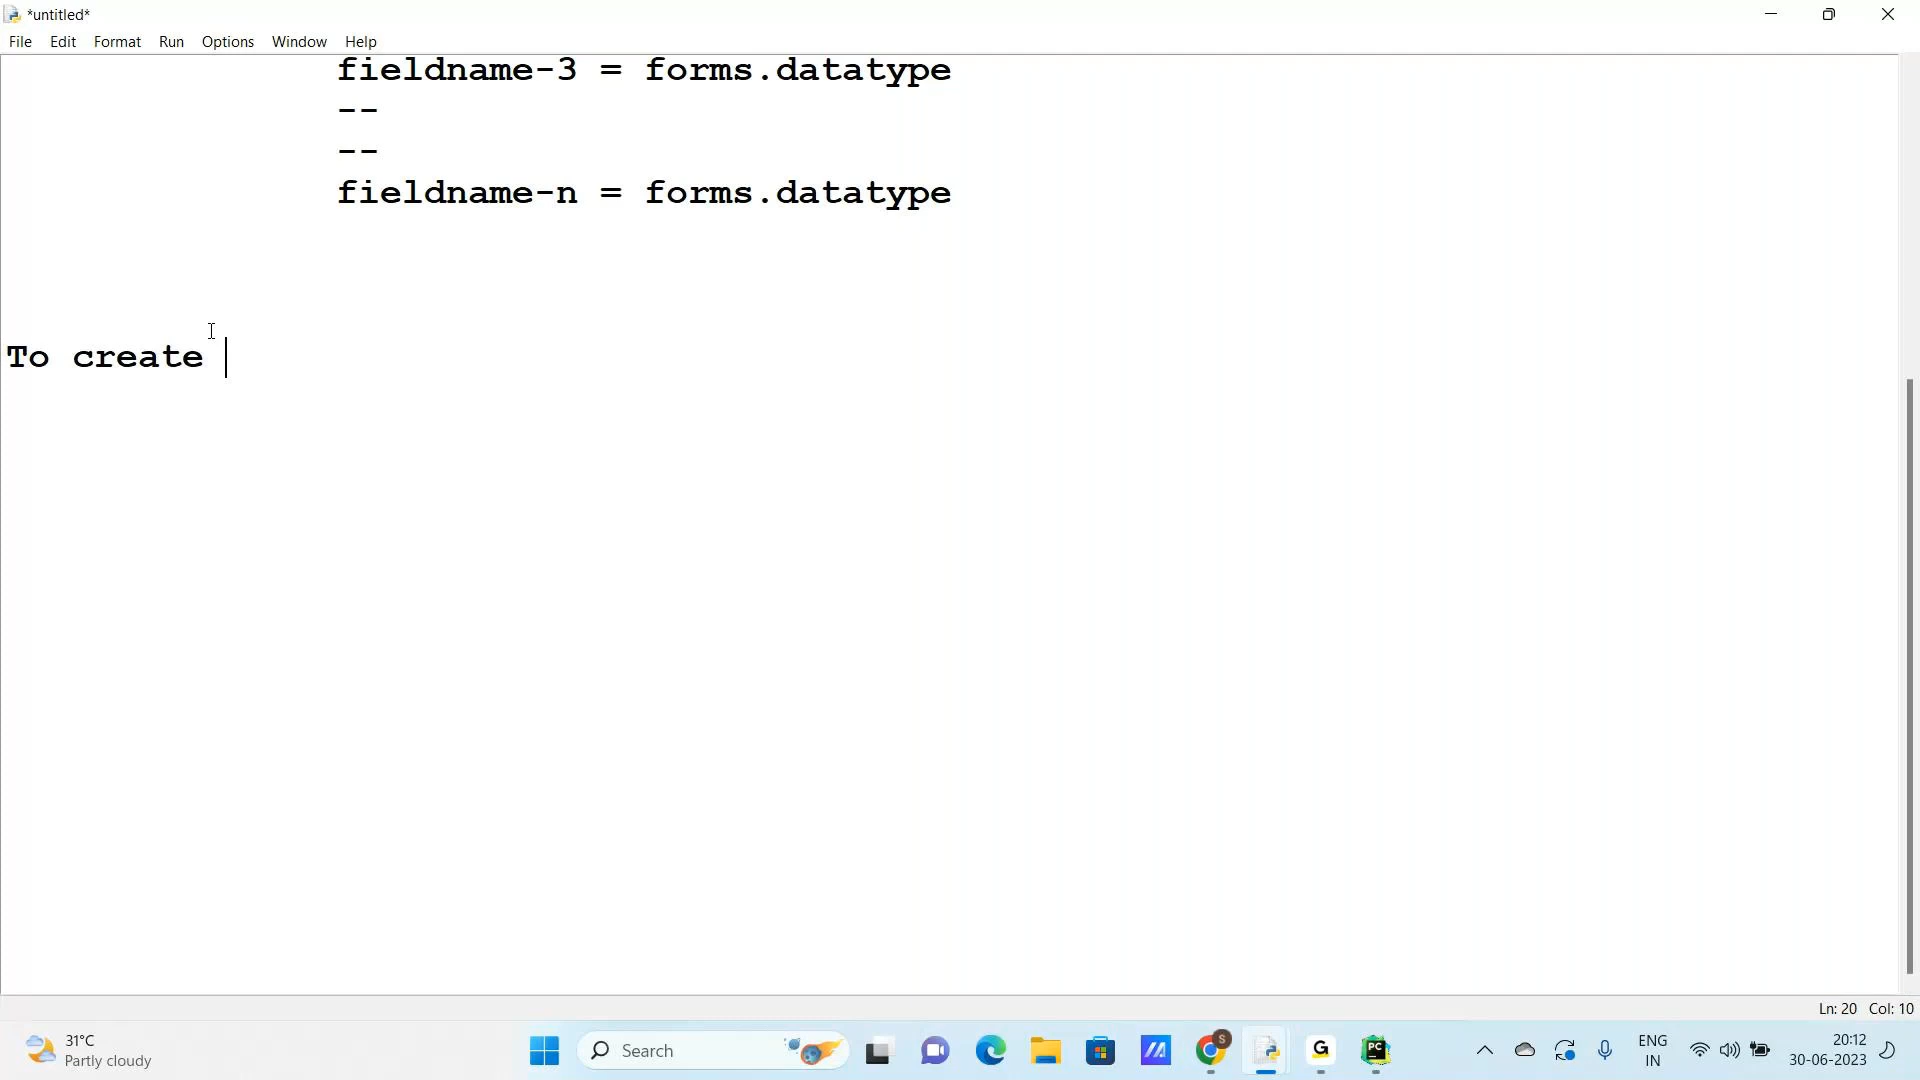 *untitled*
File Edit Format Run Options Window Help
fieldname-3 = forms.datatype
--
--
fieldname-n = forms.datatype
To create
Ln: 20 Col: 10
31°C
Partly cloudy
Search
S
G
PC
ENG
IN
20:12
30-06-2023